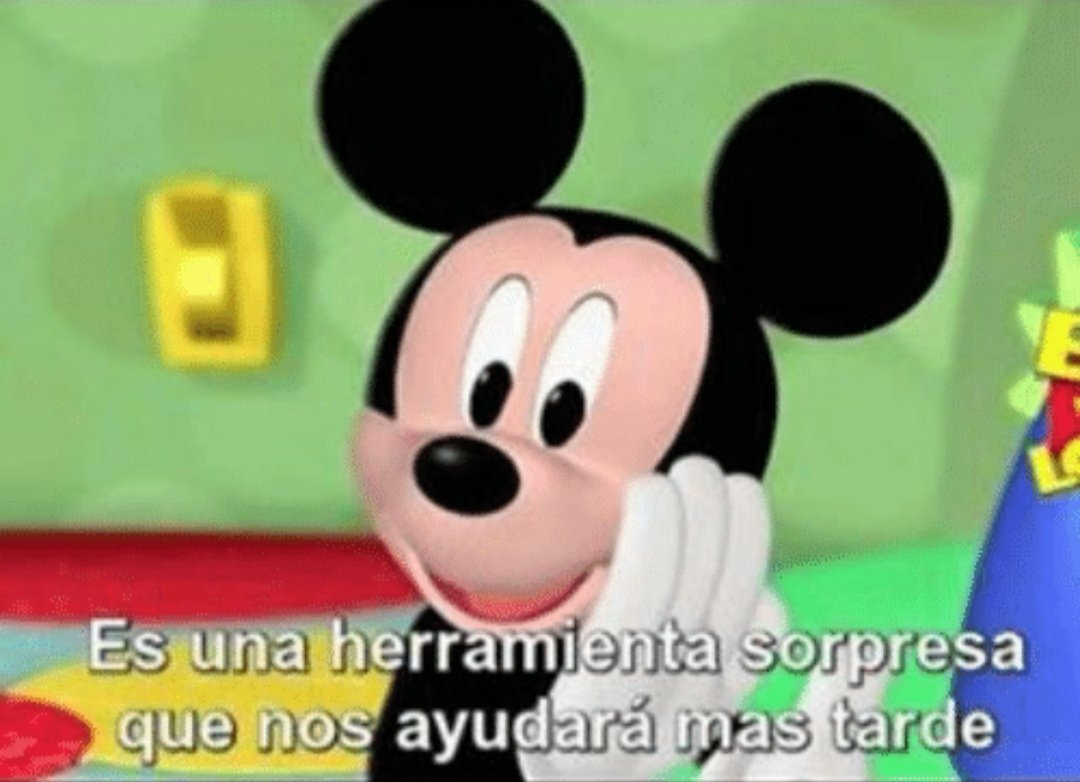 Es una herramienta sorpresa
que nos ayudará mas tarde